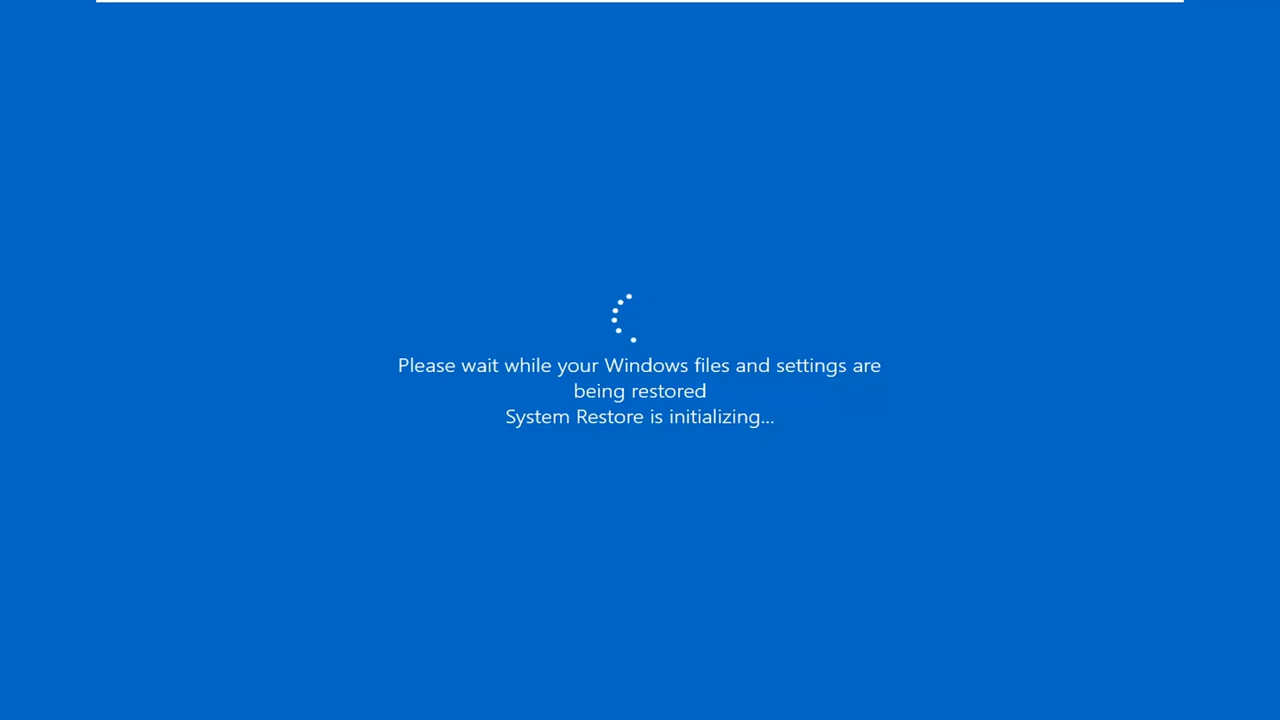 Please wait while your Windows files and settings are
being restored
System Restore is initializing...